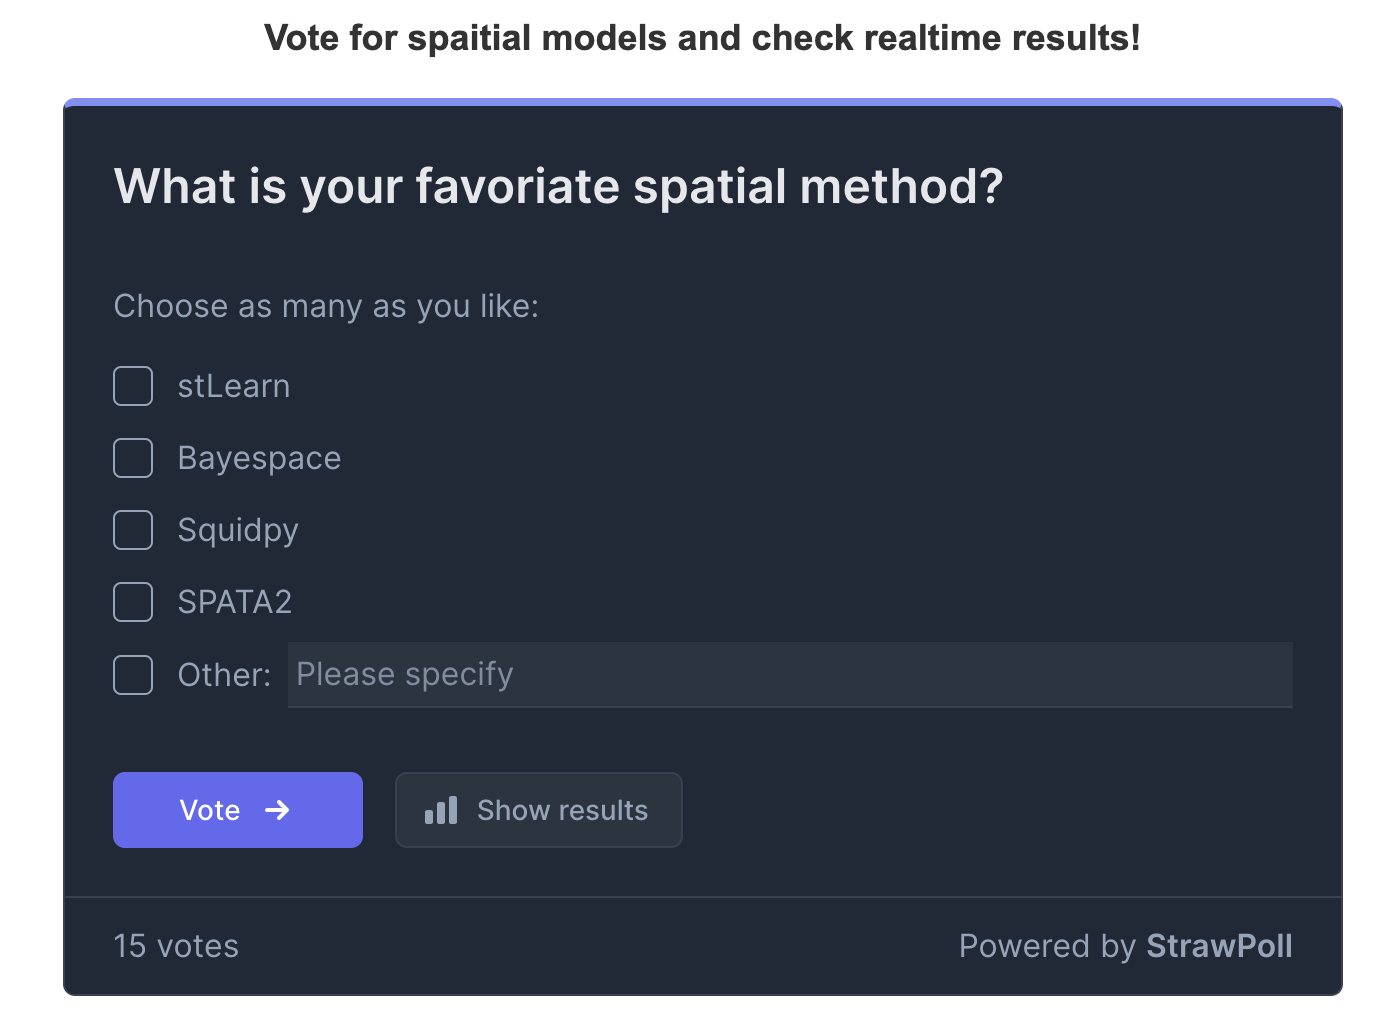 Vote for spaitial models and check realtime results!
What is your favoriate spatial method?
Choose as many as you like:
stLearn
Bayespace
Squidpy
SPATA2
Other: Please specify
Vote → Show results
15 votes Powered by StrawPoll